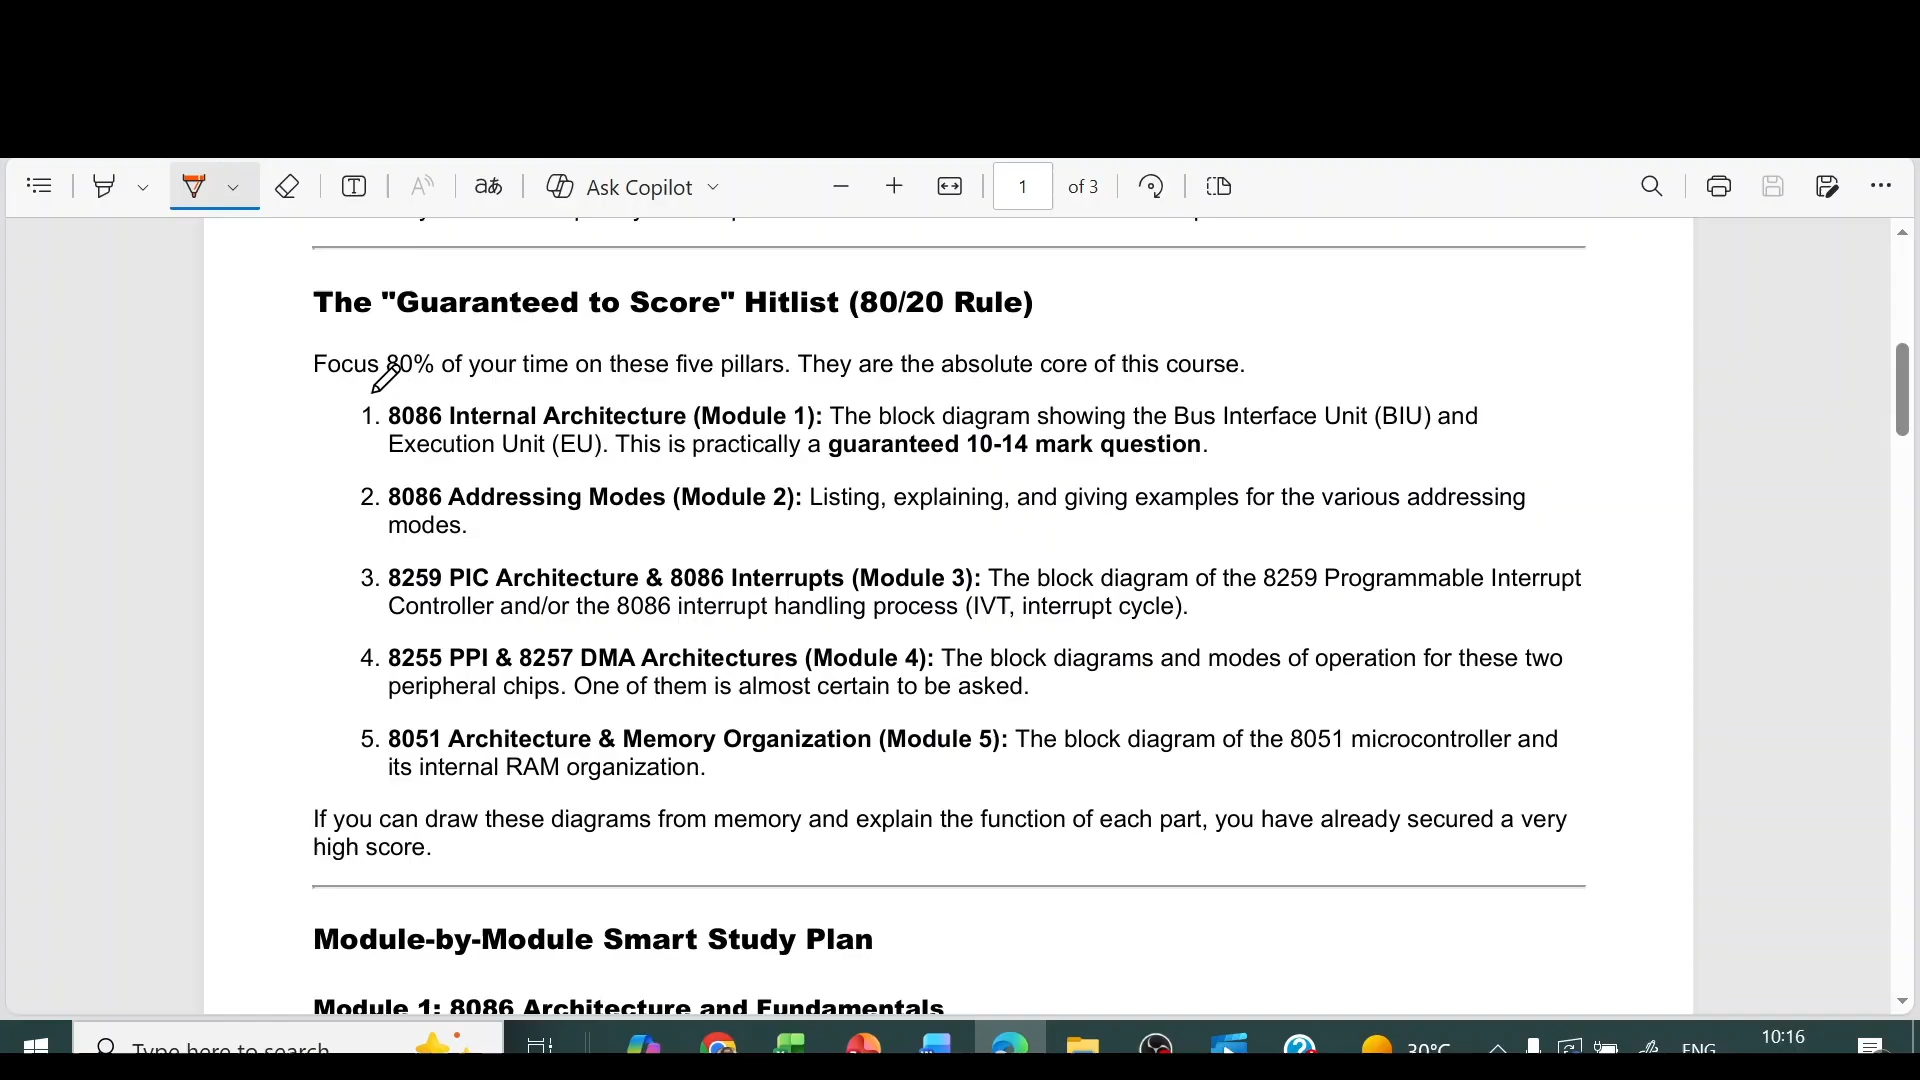 Ask Copilot
1
of 3
The "Guaranteed to Score" Hitlist (80/20 Rule)
Focus 80% of your time on these five pillars. They are the absolute core of this course.
1. 8086 Internal Architecture (Module 1): The block diagram showing the Bus Interface Unit (BIU) and
Execution Unit (EU). This is practically a guaranteed 10-14 mark question.
2. 8086 Addressing Modes (Module 2): Listing, explaining, and giving examples for the various addressing
modes.
3. 8259 PIC Architecture & 8086 Interrupts (Module 3): The block diagram of the 8259 Programmable Interrupt
Controller and/or the 8086 interrupt handling process (IVT, interrupt cycle).
4. 8255 PPI & 8257 DMA Architectures (Module 4): The block diagrams and modes of operation for these two
peripheral chips. One of them is almost certain to be asked.
5. 8051 Architecture & Memory Organization (Module 5): The block diagram of the 8051 microcontroller and
its internal RAM organization.
If you can draw these diagrams from memory and explain the function of each part, you have already secured a very
high score.
Module-by-Module Smart Study Plan
Module 1: 8086 Architecture and Fundamentals
Type here to search
30°C
ENG
10:16